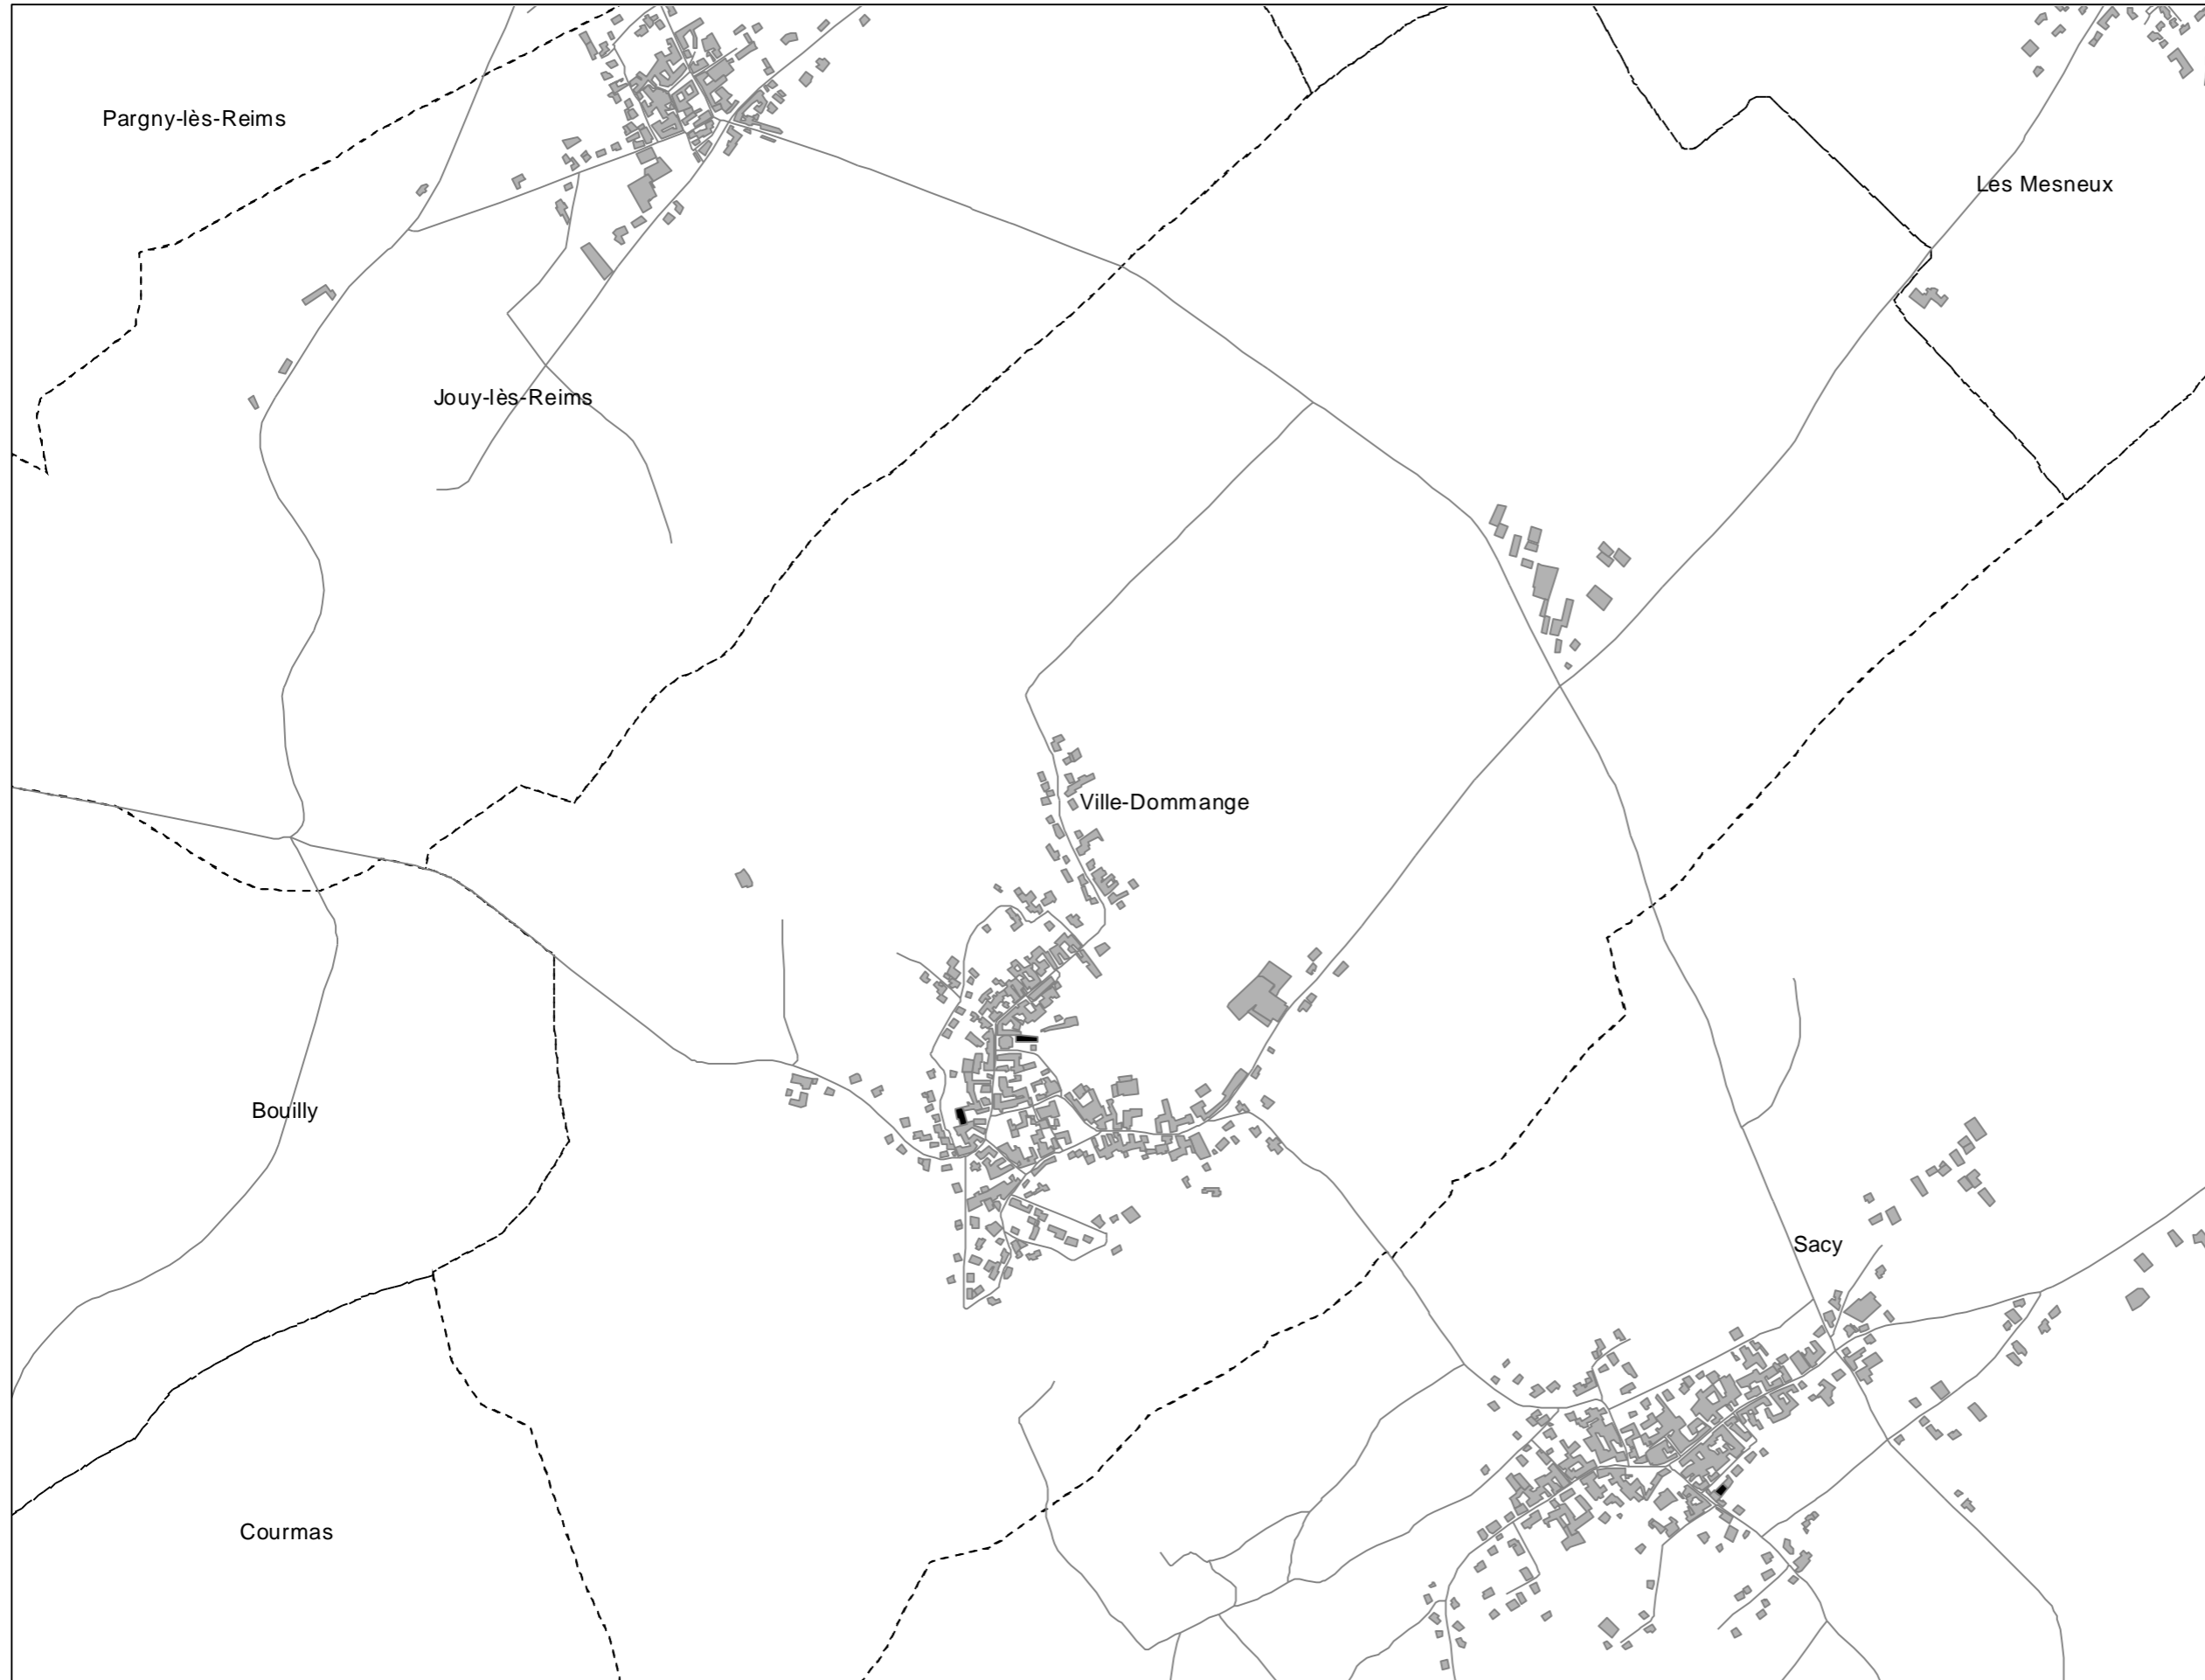 Pargny-lès-Reims
Les Mesneux
Jouy-lès-Reims
Ville-Dommange
Bouilly
Sacy
Courmas